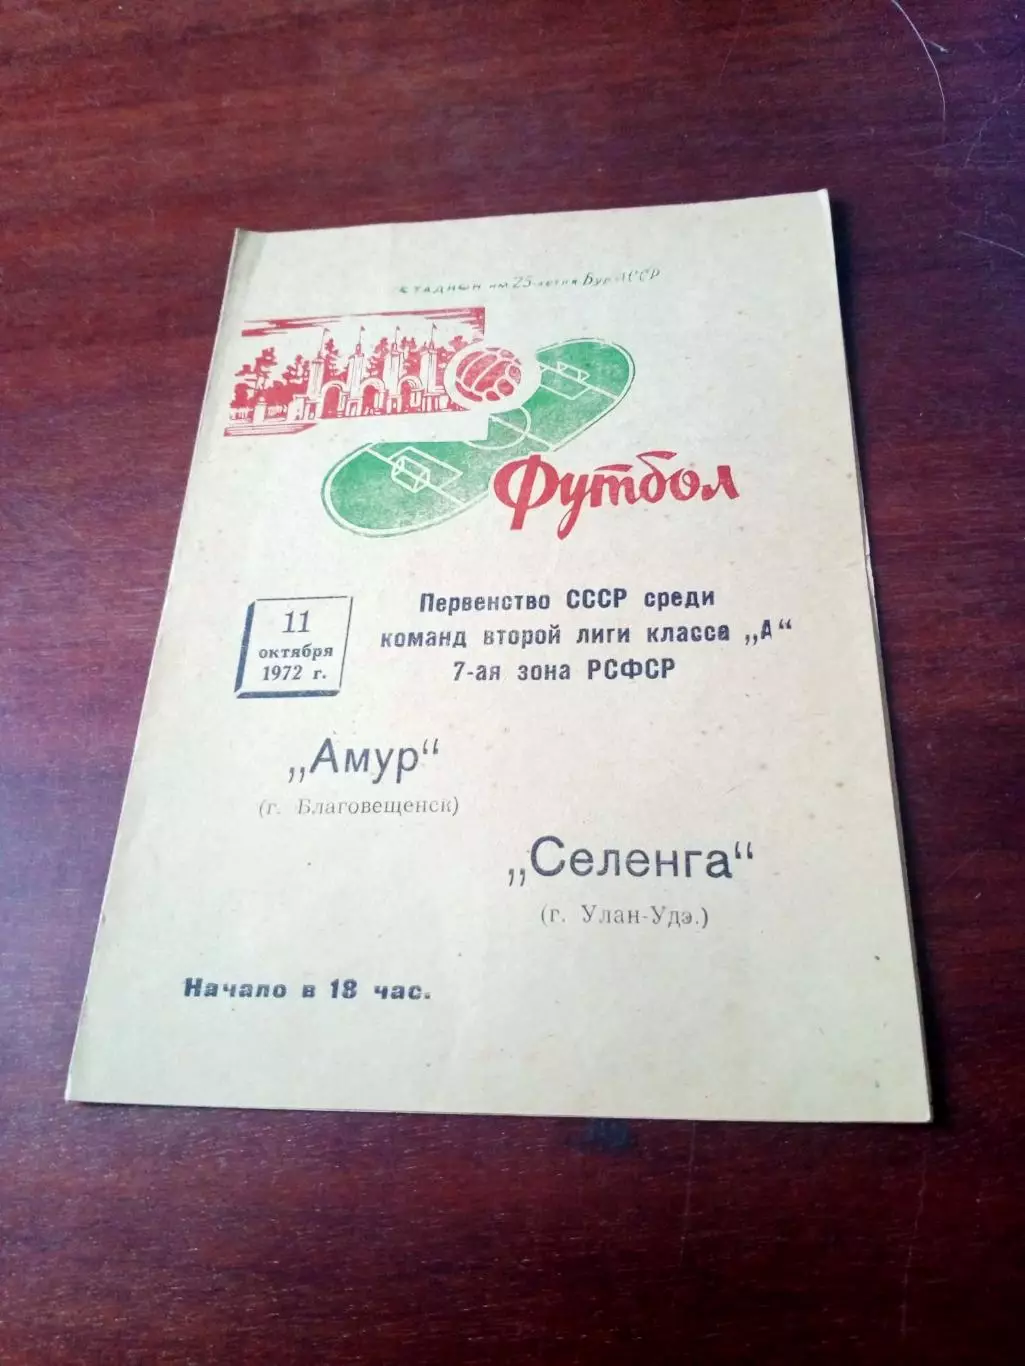 СТАДИОН им 25-летия Бур.АССР
Футбол
11
октября
1972 г.
Первенство СССР среди
команд второй лиги класса „А“
7-ая зона РСФСР
„Амур“
(г. Благовещенск)
„Селенга“
(г. Улан-Удэ.)
Начало в 18 час.